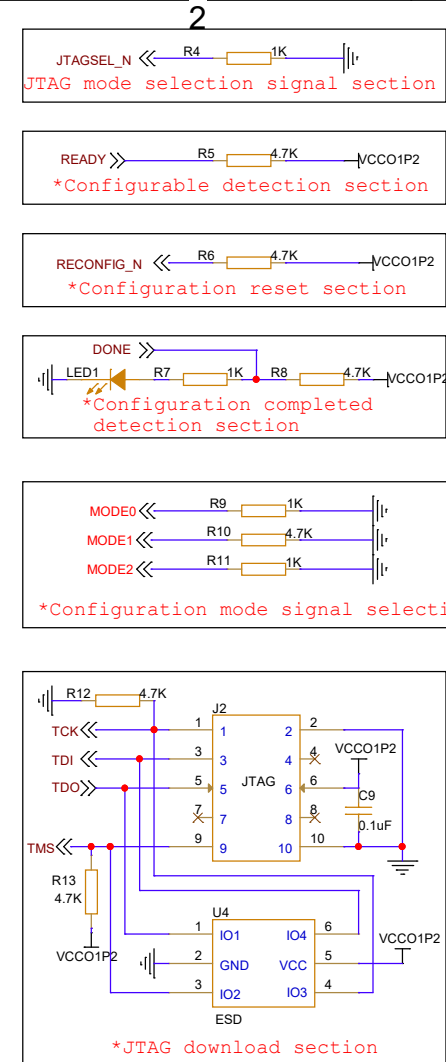 2
JTAGSEL_N R4 1K
JTAG mode selection signal section
READY R5 4.7K VCCO1P2
*Configurable detection section
RECONFIG_N R6 4.7K VCCO1P2
*Configuration reset section
DONE
LED1 R7 1K R8 4.7K VCCO1P2
*Configuration completed
detection section
MODE0 R9 1K
MODE1 R10 4.7K
MODE2 R11 1K
*Configuration mode signal selecti
R12 4.7K
J2
TCK 1 1 2 2
TDI 3 3 4 4 VCCO1P2
TDO 5 5 JTAG 6 6
C9
7 7 8 8 0.1uF
TMS 9 9 10 10
R13
4.7K
U4
1 IO1 IO4 6
VCCO1P2 2 GND VCC 5 VCCO1P2
3 IO2 IO3 4
ESD
*JTAG download section